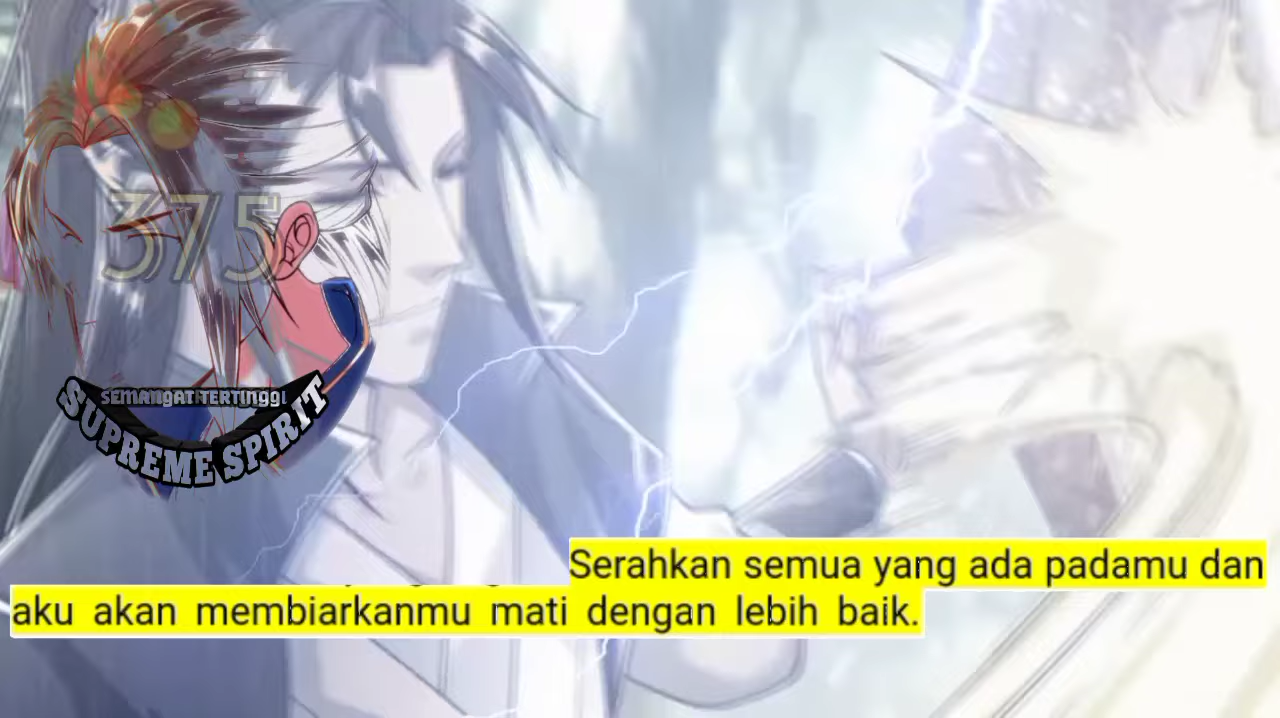 375
SEMANgAT TERTINggI
SUPREME SPIRIT
Serahkan semua yang ada padamu dan
aku akan membiarkanmu mati dengan lebih baik.